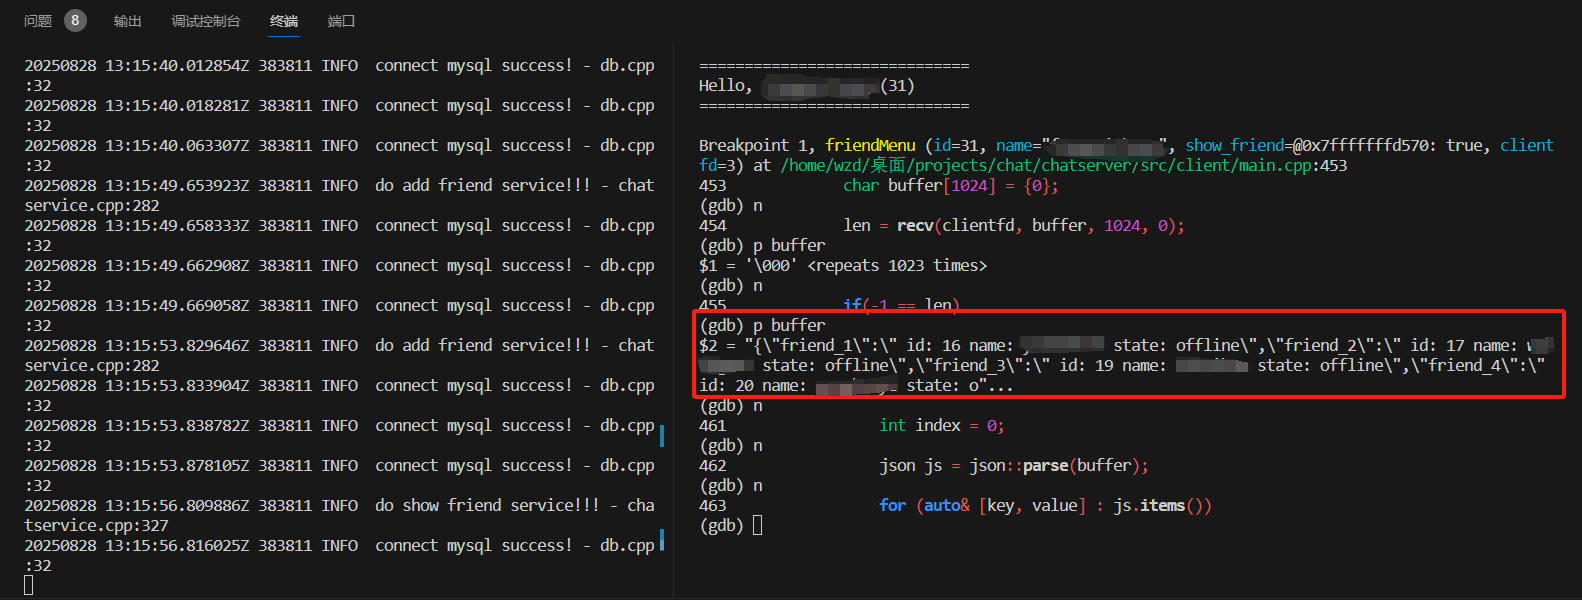 问题 8 输出 调试控制台 终端 端口
20250828 13:15:40.012854Z 383811 INFO  connect mysql success! - db.cpp
:32
20250828 13:15:40.018281Z 383811 INFO  connect mysql success! - db.cpp
:32
20250828 13:15:40.063307Z 383811 INFO  connect mysql success! - db.cpp
:32
20250828 13:15:49.653923Z 383811 INFO  do add friend service!!! - chat
service.cpp:282
20250828 13:15:49.658333Z 383811 INFO  connect mysql success! - db.cpp
:32
20250828 13:15:49.662908Z 383811 INFO  connect mysql success! - db.cpp
:32
20250828 13:15:49.669058Z 383811 INFO  connect mysql success! - db.cpp
:32
20250828 13:15:53.829646Z 383811 INFO  do add friend service!!! - chat
service.cpp:282
20250828 13:15:53.833904Z 383811 INFO  connect mysql success! - db.cpp
:32
20250828 13:15:53.838782Z 383811 INFO  connect mysql success! - db.cpp
:32
20250828 13:15:53.878105Z 383811 INFO  connect mysql success! - db.cpp
:32
20250828 13:15:56.809886Z 383811 INFO  do show friend service!!! - cha
tservice.cpp:327
20250828 13:15:56.816025Z 383811 INFO  connect mysql success! - db.cpp
:32
==============================
Hello, (31)
==============================
Breakpoint 1, friendMenu (id=31, name="", show_friend=@0x7fffffffd570: true, client
fd=3) at /home/wzd/桌面/projects/chat/chatserver/src/client/main.cpp:453
453             char buffer[1024] = {0};
(gdb) n
454             len = recv(clientfd, buffer, 1024, 0);
(gdb) p buffer
$1 = '\000' <repeats 1023 times>
(gdb) n
455             if(-1 == len)
(gdb) p buffer
$2 = "{\"friend_1\":\" id: 16 name: state: offline\",\"friend_2\":\" id: 17 name:
state: offline\",\"friend_3\":\" id: 19 name: state: offline\",\"friend_4\":\"
id: 20 name: state: o"...
(gdb) n
461                 int index = 0;
(gdb) n
462                 json js = json::parse(buffer);
(gdb) n
463                 for (auto& [key, value] : js.items())
(gdb)